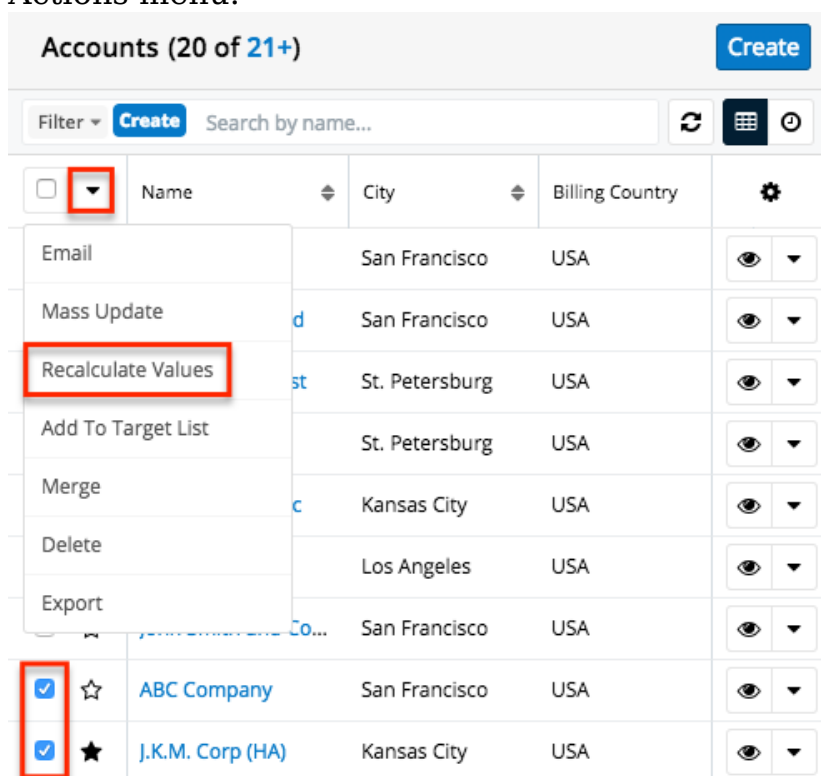 Actions menu.
Accounts (20 of 21+) Create
Filter Create Search by name...
Name City Billing Country
Email San Francisco USA
Mass Update d San Francisco USA
Recalculate Values st St. Petersburg USA
Add To Target List St. Petersburg USA
Merge c Kansas City USA
Delete Los Angeles USA
Export
Co... San Francisco USA
ABC Company San Francisco USA
J.K.M. Corp (HA) Kansas City USA